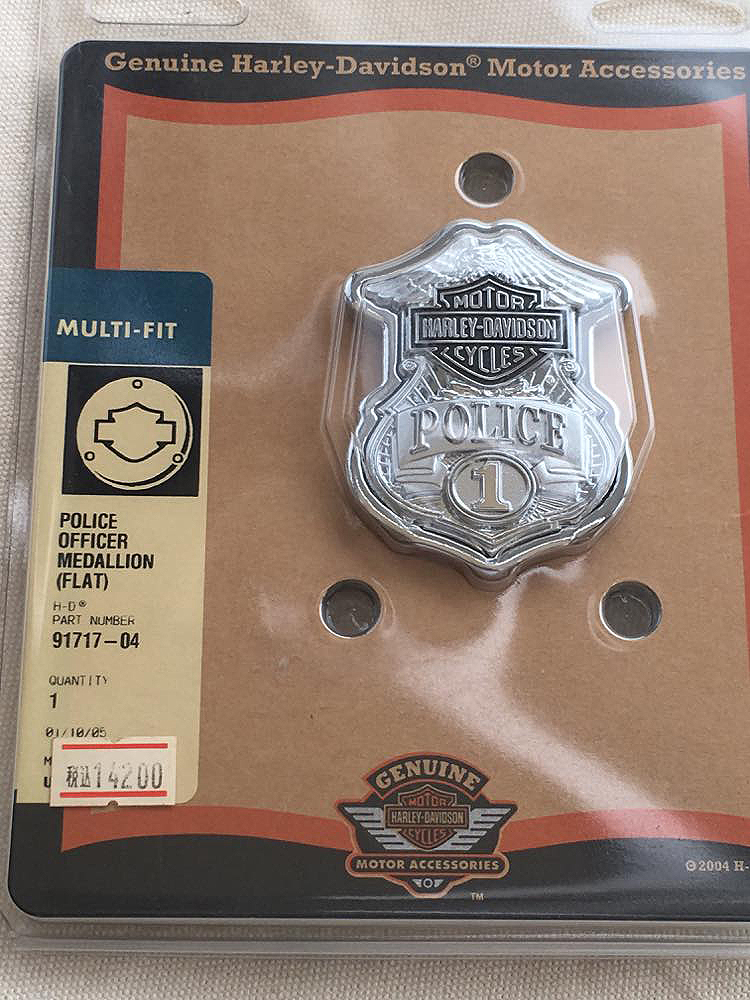 Genuine Harley-Davidson® Motor Accessories
MULTI-FIT
POLICE
OFFICER
MEDALLION
(FLAT)
H-D®
PART NUMBER
91717-04
QUANTITY
1
01/10/05
M
U
税込14200
MOTOR
HARLEY-DAVIDSON
CYCLES
POLICE
1
GENUINE
MOTOR
HARLEY-DAVIDSON
CYCLES
MOTOR ACCESSORIES
TM
©2004 H-